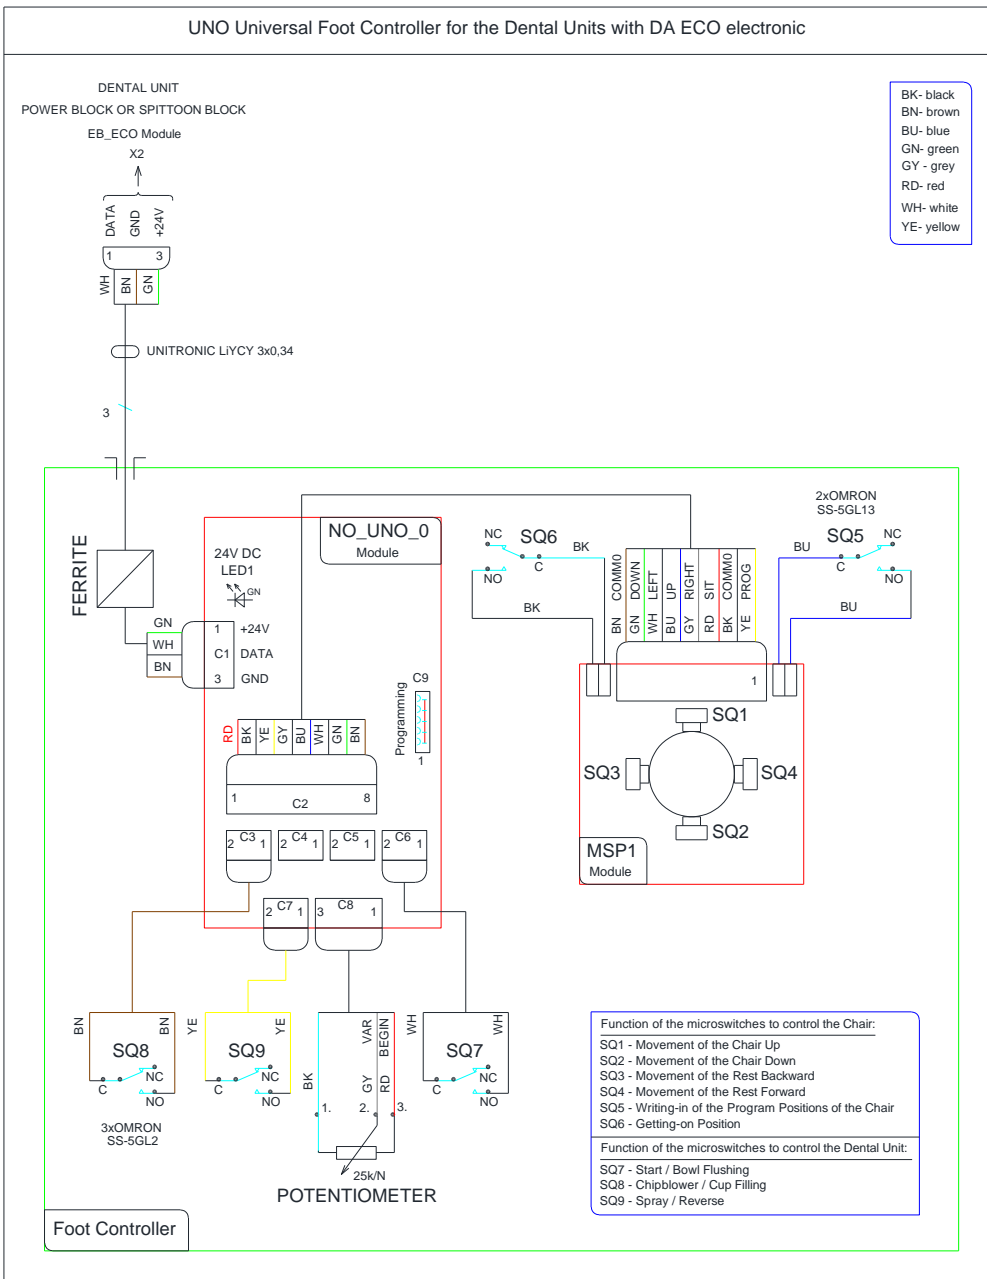 UNO Universal Foot Controller for the Dental Units with DA ECO electronic
DENTAL UNIT
POWER BLOCK OR SPITTOON BLOCK
EB_ECO Module
X2
DATA
GND
+24V
1 3
WH
BN
GN
UNITRONIC LiYCY 3x0,34
3
BK- black
BN- brown
BU- blue
GN- green
GY - grey
RD- red
WH- white
YE- yellow
FERRITE
NO_UNO_0
Module
24V DC
LED1
GN
GN
WH
BN
1 +24V
C1 DATA
3 GND
Programming
C9
1
RD
BK
YE
GY
BU
WH
GN
BN
1 C2 8
2 C3 1
2 C4 1
2 C5 1
2 C6 1
2 C7 1
3 C8 1
NC
SQ6
C
NO
BK
BK
2xOMRON
SS-5GL13
BU
SQ5
NC
C
NO
BU
BN COMM0
GN DOWN
WH LEFT
BU UP
GY RIGHT
RD SIT
BK COMM0
YE PROG
1
SQ1
SQ3
SQ4
SQ2
MSP1
Module
BN
BN
SQ8
C
NC
NO
3xOMRON
SS-5GL2
YE
YE
SQ9
C
NC
NO
BK
VAR
GY
BEGIN
RD
1.
2.
3.
25k/N
POTENTIOMETER
WH
WH
SQ7
C
NC
NO
Function of the microswitches to control the Chair:
SQ1 - Movement of the Chair Up
SQ2 - Movement of the Chair Down
SQ3 - Movement of the Rest Backward
SQ4 - Movement of the Rest Forward
SQ5 - Writing-in of the Program Positions of the Chair
SQ6 - Getting-on Position
Function of the microswitches to control the Dental Unit:
SQ7 - Start / Bowl Flushing
SQ8 - Chipblower / Cup Filling
SQ9 - Spray / Reverse
Foot Controller